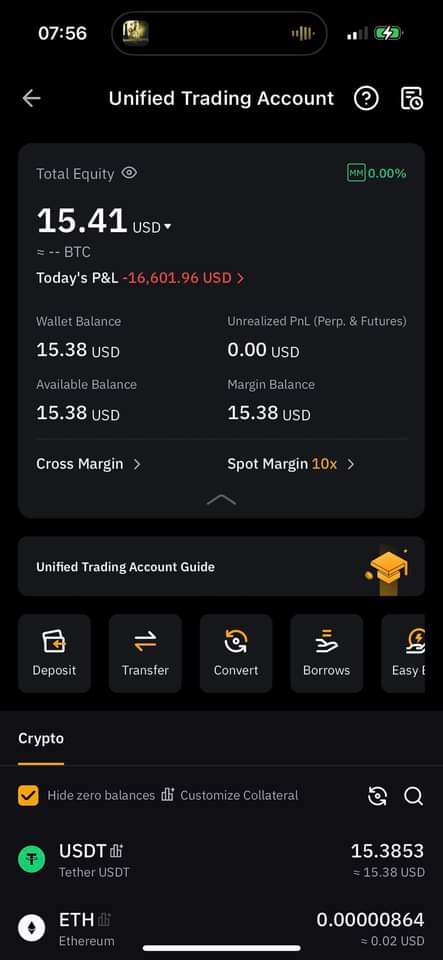 07:56
Unified Trading Account
Total Equity
MM 0.00%
15.41 USD
≈ -- BTC
Today's P&L -16,601.96 USD
Wallet Balance
Unrealized PnL (Perp. & Futures)
15.38 USD
0.00 USD
Available Balance
Margin Balance
15.38 USD
15.38 USD
Cross Margin
Spot Margin 10x
Unified Trading Account Guide
Deposit
Transfer
Convert
Borrows
Easy
Crypto
Hide zero balances
Customize Collateral
USDT
15.3853
Tether USDT
≈ 15.38 USD
ETH
0.00000864
Ethereum
≈ 0.02 USD